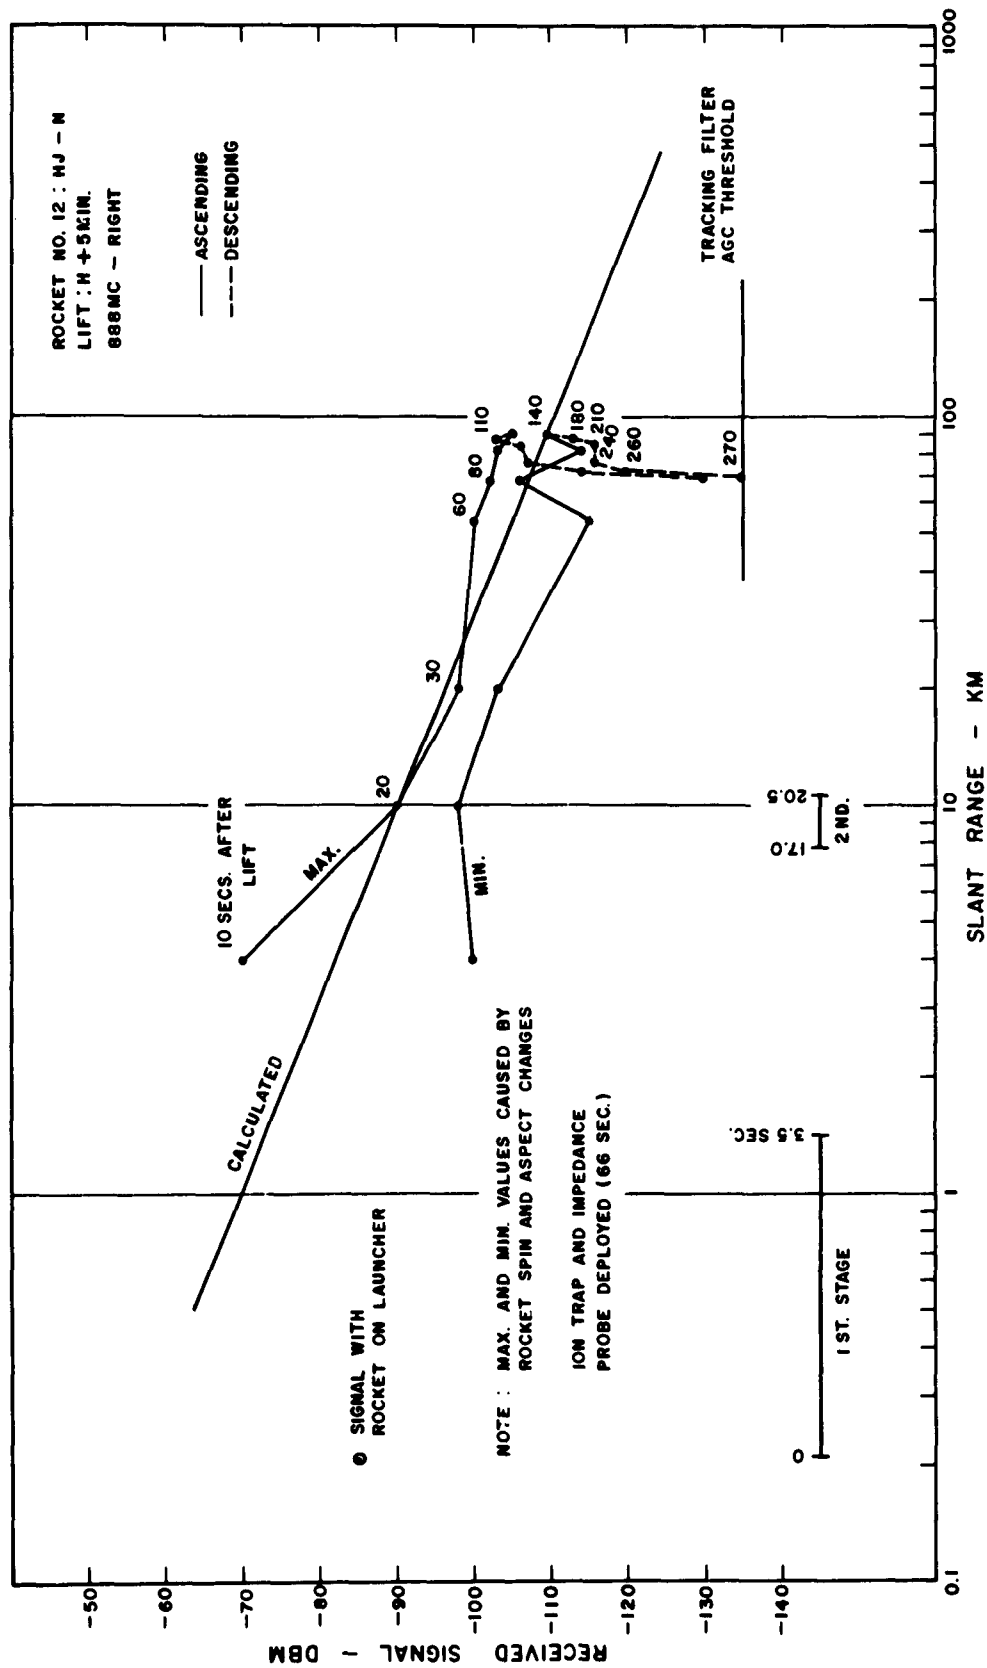 ROCKET NO. 12 : HJ - N
LIFT : H + 5 MIN.
888MC - RIGHT
ASCENDING
DESCENDING
10 SECS. AFTER
LIFT
MAX.
CALCULATED
MIN.
20
30
60
80
110
140
180
210
240
260
270
SIGNAL WITH
ROCKET ON LAUNCHER
NOTE : MAX. AND MIN. VALUES CAUSED BY
ROCKET SPIN AND ASPECT CHANGES
ION TRAP AND IMPEDANCE
PROBE DEPLOYED (66 SEC.)
TRACKING FILTER
AGC THRESHOLD
0
3.5 SEC.
1 ST. STAGE
17.0
20.5
2 ND.
RECEIVED SIGNAL - DBM
-50
-60
-70
-80
-90
-100
-110
-120
-130
-140
0.1
1
10
100
1000
SLANT RANGE - KM